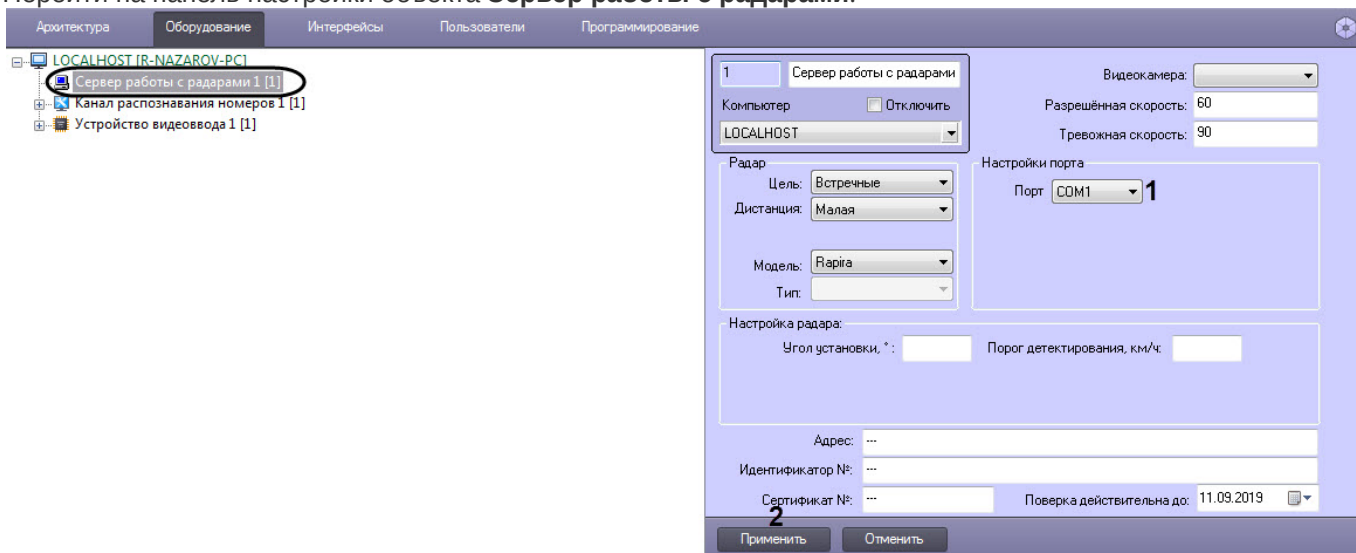 Перейти на панель настройки объекта Сервер работы с радарами.
Архитектура Оборудование Интерфейсы Пользователи Программирование
LOCALHOST [R-NAZAROV-PC]
Сервер работы с радарами 1 [1]
Канал распознавания номеров 1 [1]
Устройство видеоввода 1 [1]
1 Сервер работы с радарами
Компьютер Отключить
LOCALHOST
Видеокамера:
Разрешённая скорость: 60
Тревожная скорость: 90
Радар
Цель: Встречные
Дистанция: Малая
Модель: Rapira
Тип:
Настройки порта
Порт COM1 1
Настройка радара:
Угол установки, ° : Порог детектирования, км/ч:
Адрес: ---
Идентификатор №: ---
Сертификат №: --- Поверка действительна до: 11.09.2019
2
Применить Отменить